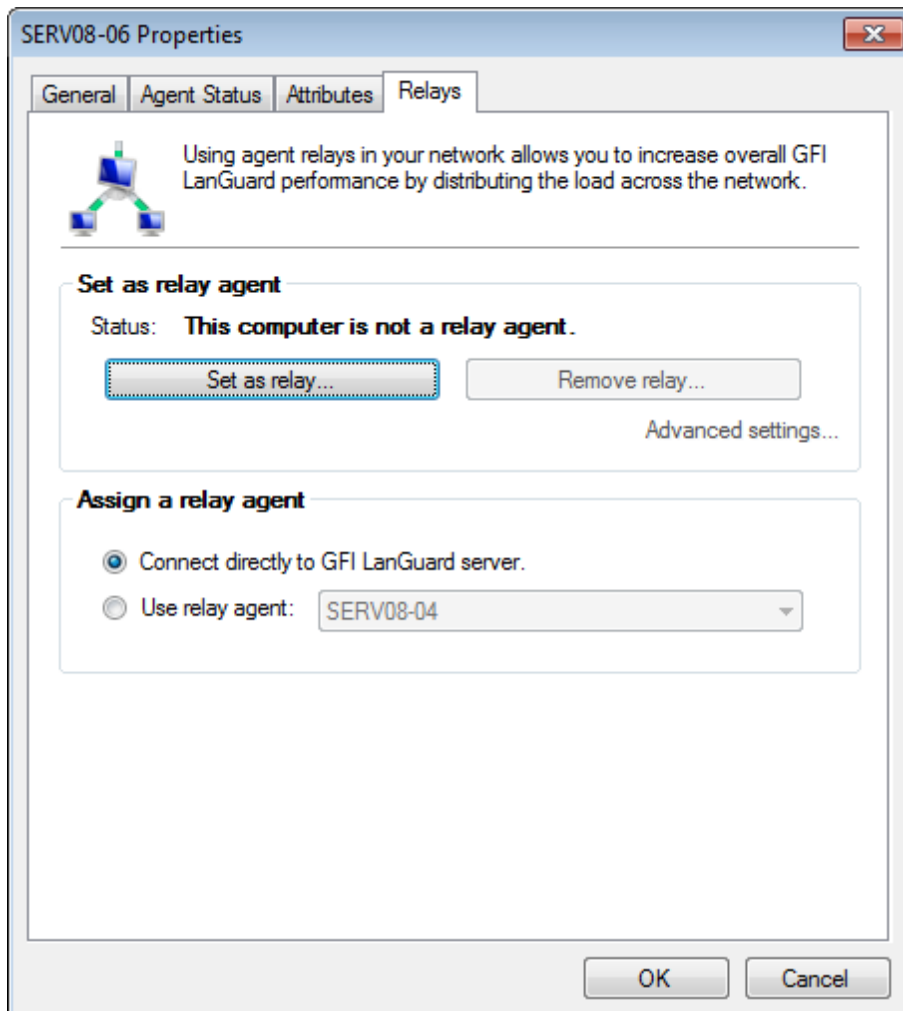 SERV08-06 Properties
General Agent Status Attributes Relays
Using agent relays in your network allows you to increase overall GFI
LanGuard performance by distributing the load across the network.
Set as relay agent
Status: This computer is not a relay agent.
Set as relay... Remove relay...
Advanced settings...
Assign a relay agent
Connect directly to GFI LanGuard server.
Use relay agent: SERV08-04
OK Cancel